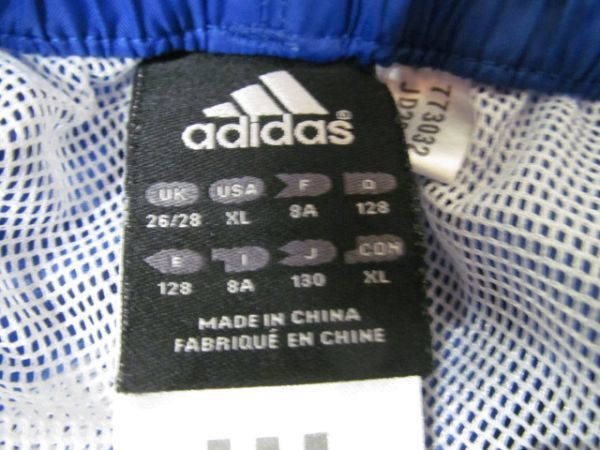 adidas®
UK USA F D
26/28 XL 8A 128
E I J CDN
128 8A 130 XL
MADE IN CHINA
FABRIQUÉ EN CHINE
773032